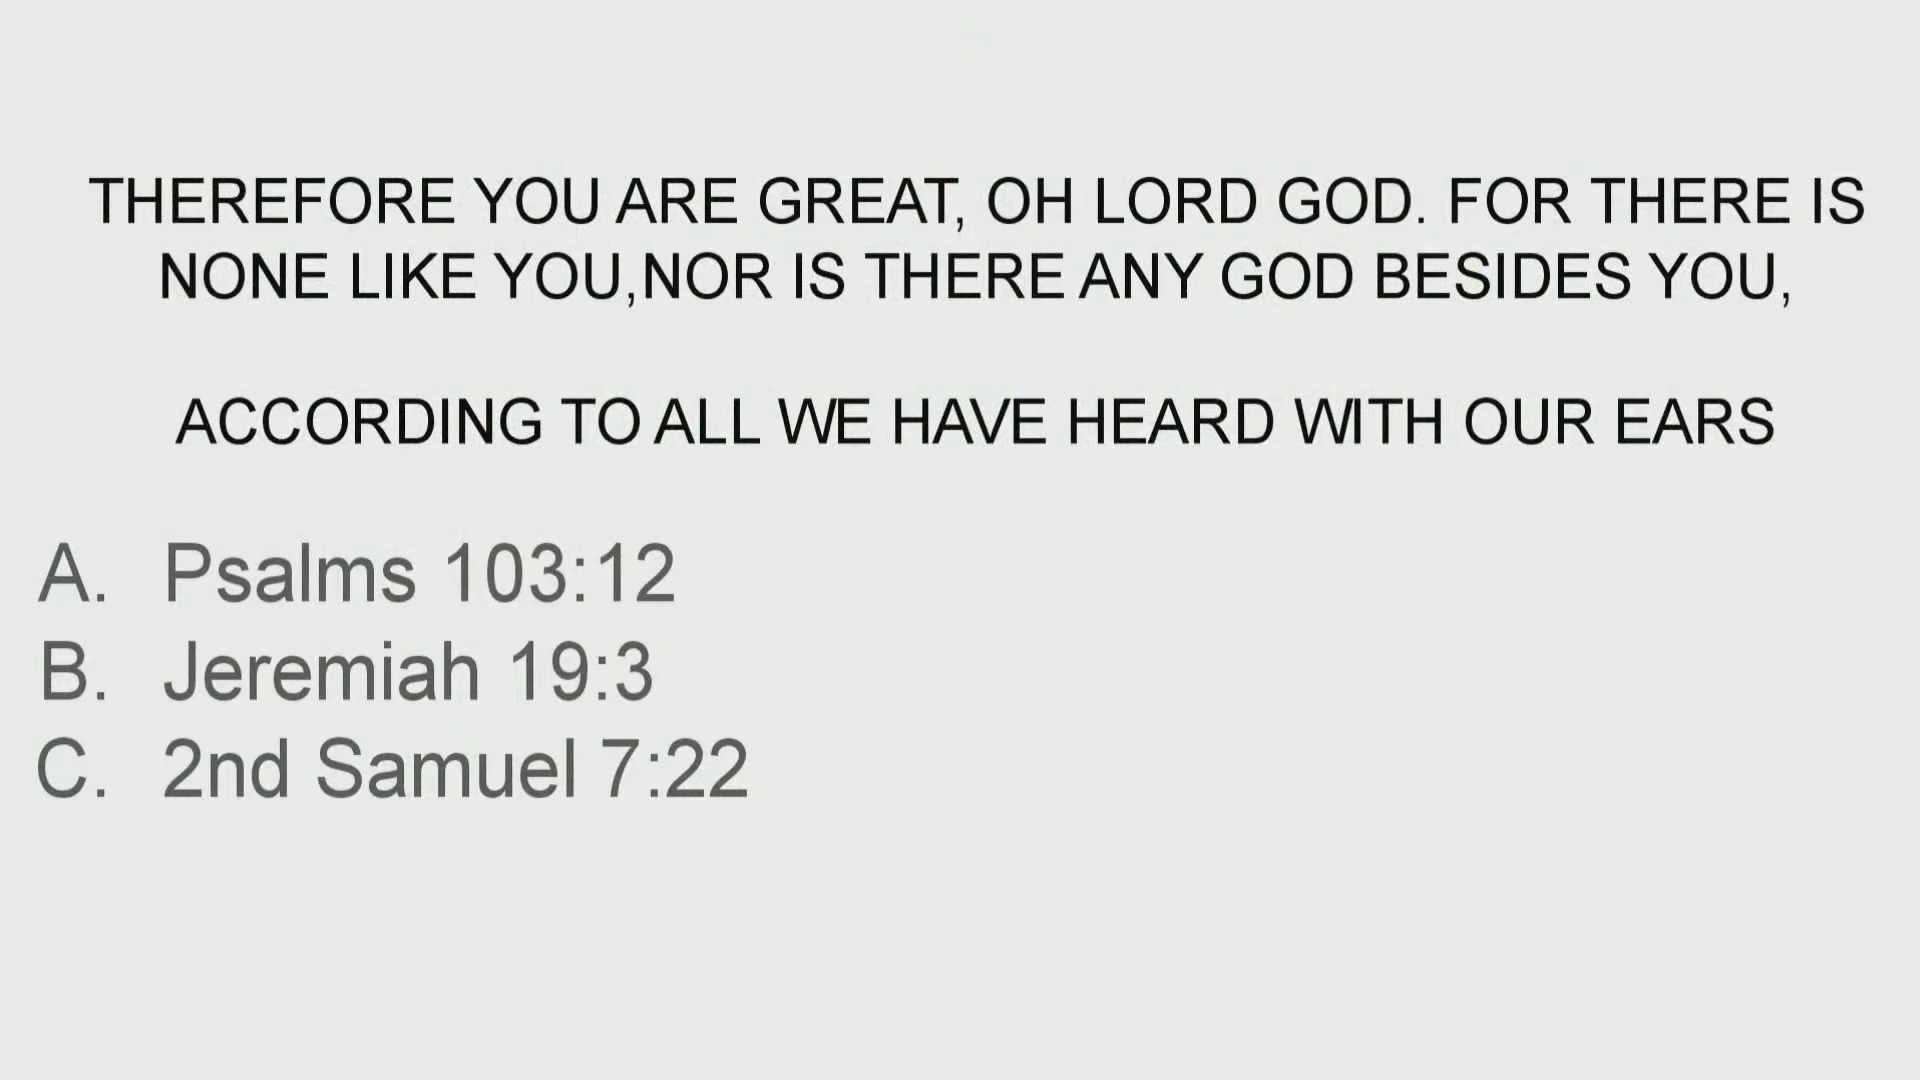 THEREFORE YOU ARE GREAT, OH LORD GOD. FOR THERE IS
NONE LIKE YOU,NOR IS THERE ANY GOD BESIDES YOU,
ACCORDING TO ALL WE HAVE HEARD WITH OUR EARS
A. Psalms 103:12
B. Jeremiah 19:3
C. 2nd Samuel 7:22